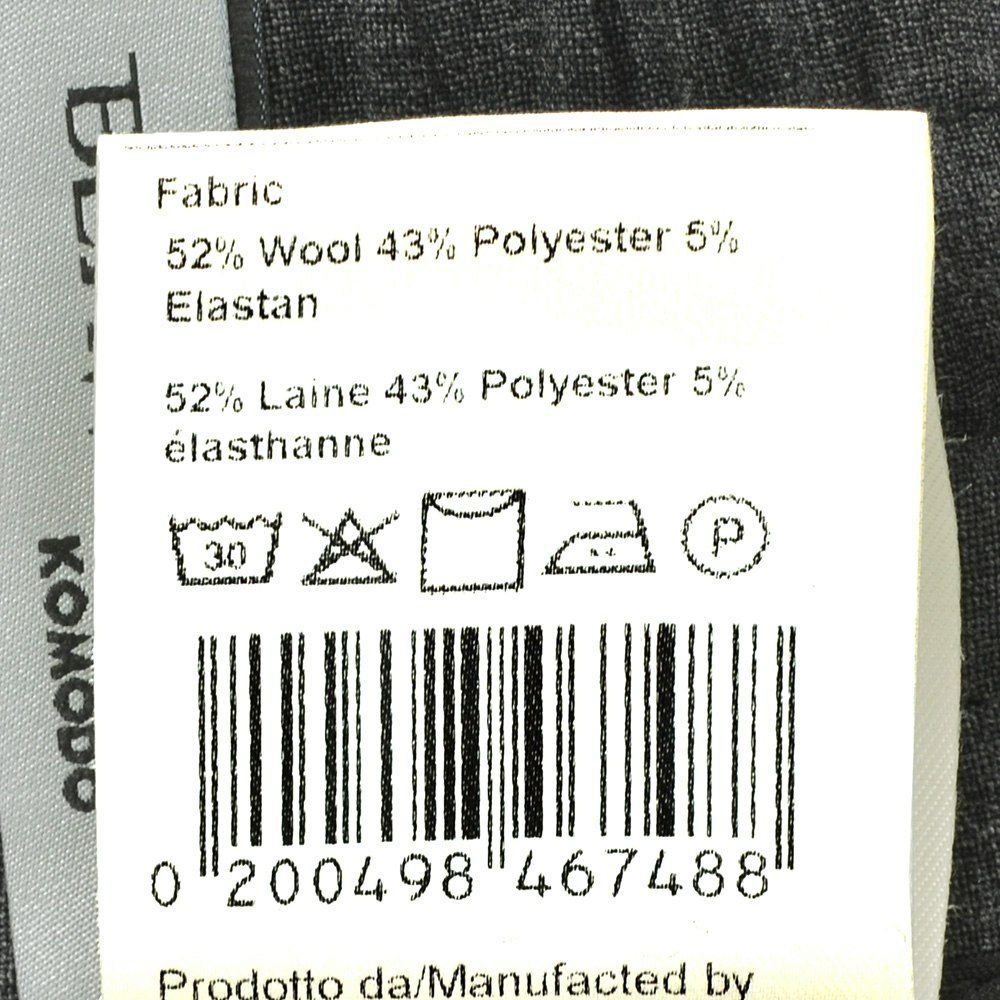 Fabric
52% Wool 43% Polyester 5%
Elastan
52% Laine 43% Polyester 5%
élasthanne
30
P
0 200498 467488
Prodotto da/Manufacted by
KOMODO